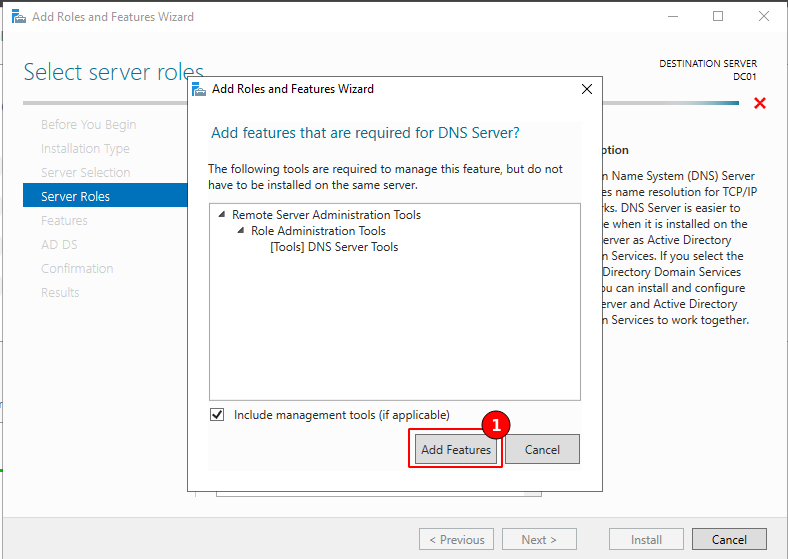 Add Roles and Features Wizard
Select server roles
DESTINATION SERVER
DC01
Before You Begin
Installation Type
Server Selection
Server Roles
Features
AD DS
Confirmation
Results
Add Roles and Features Wizard
Add features that are required for DNS Server?
The following tools are required to manage this feature, but do not
have to be installed on the same server.
Remote Server Administration Tools
Role Administration Tools
[Tools] DNS Server Tools
Include management tools (if applicable)
1
Add Features
Cancel
Name System (DNS) Server
name resolution for TCP/IP
DNS Server is easier to
when it is installed on the
server as Active Directory
Services. If you select the
Directory Domain Services
can install and configure
and Active Directory
Services to work together.
< Previous
Next >
Install
Cancel